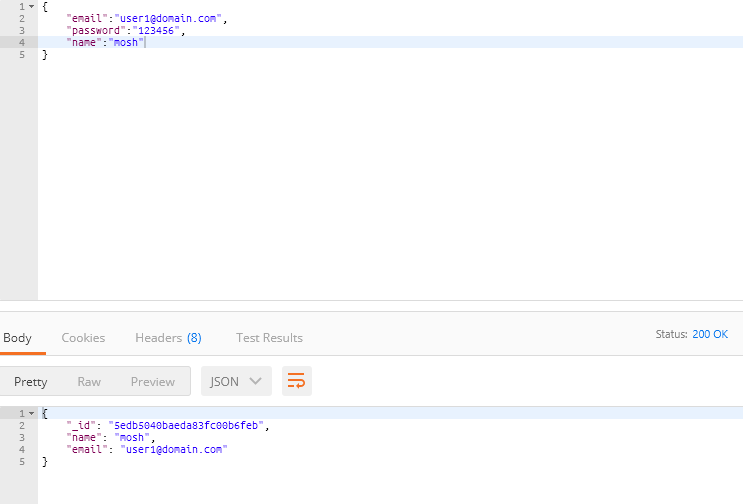 1 {
2 "email":"user1@domain.com",
3 "password":"123456",
4 "name":"mosh"
5 }
Body Cookies Headers (8) Test Results Status: 200 OK
Pretty Raw Preview JSON
1 {
2 "_id": "5edb5040baeda83fc00b6feb",
3 "name": "mosh",
4 "email": "user1@domain.com"
5 }